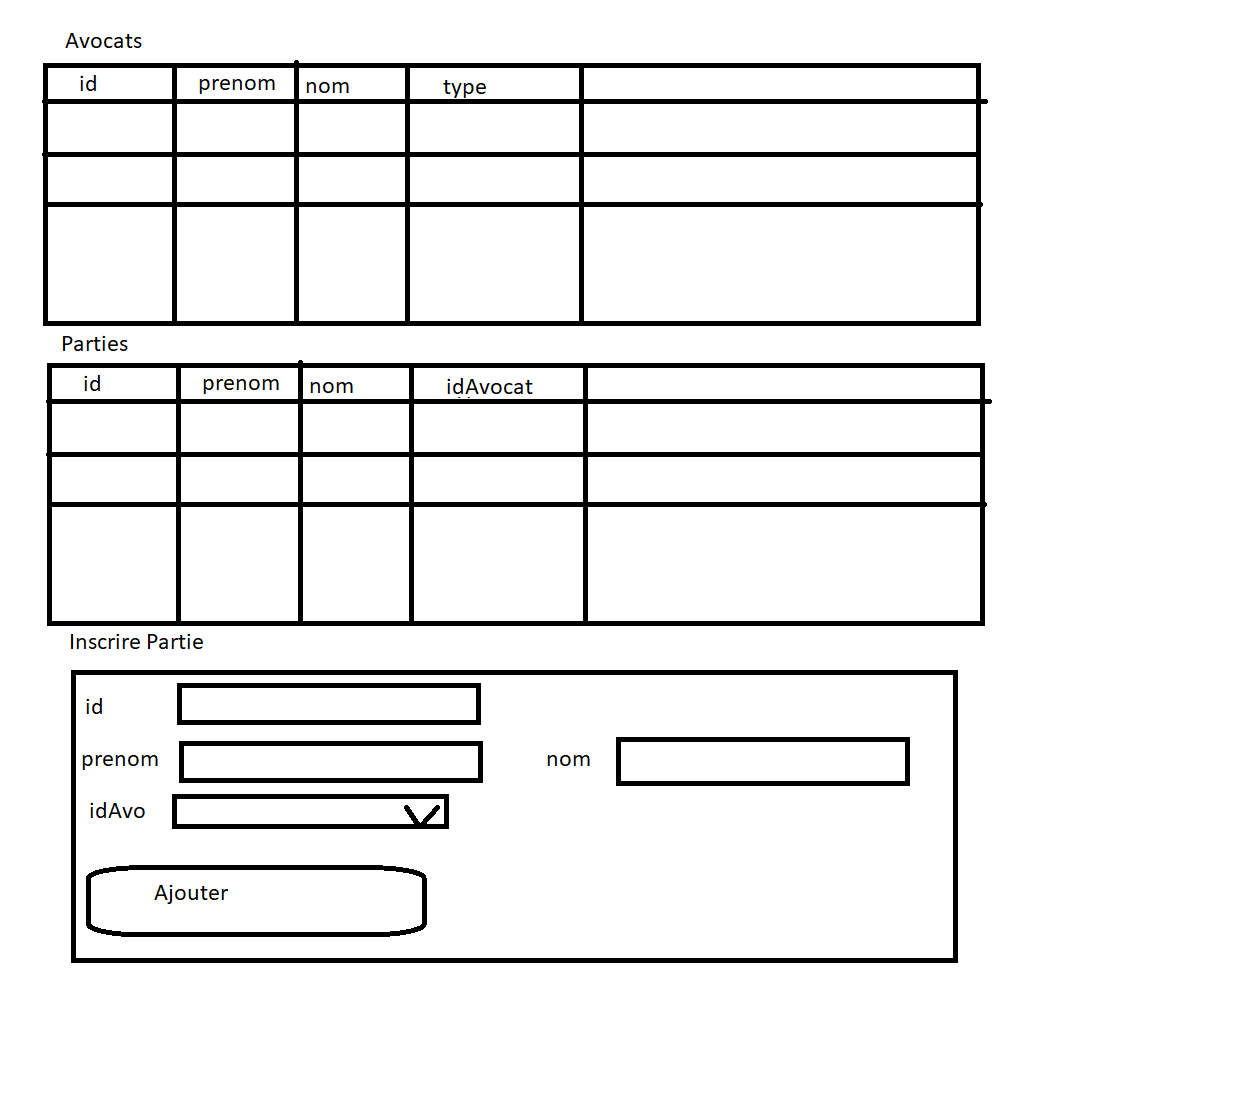 Avocats
id prenom nom type
Parties
id prenom nom idAvocat
Inscrire Partie
id
prenom nom
idAvo
Ajouter